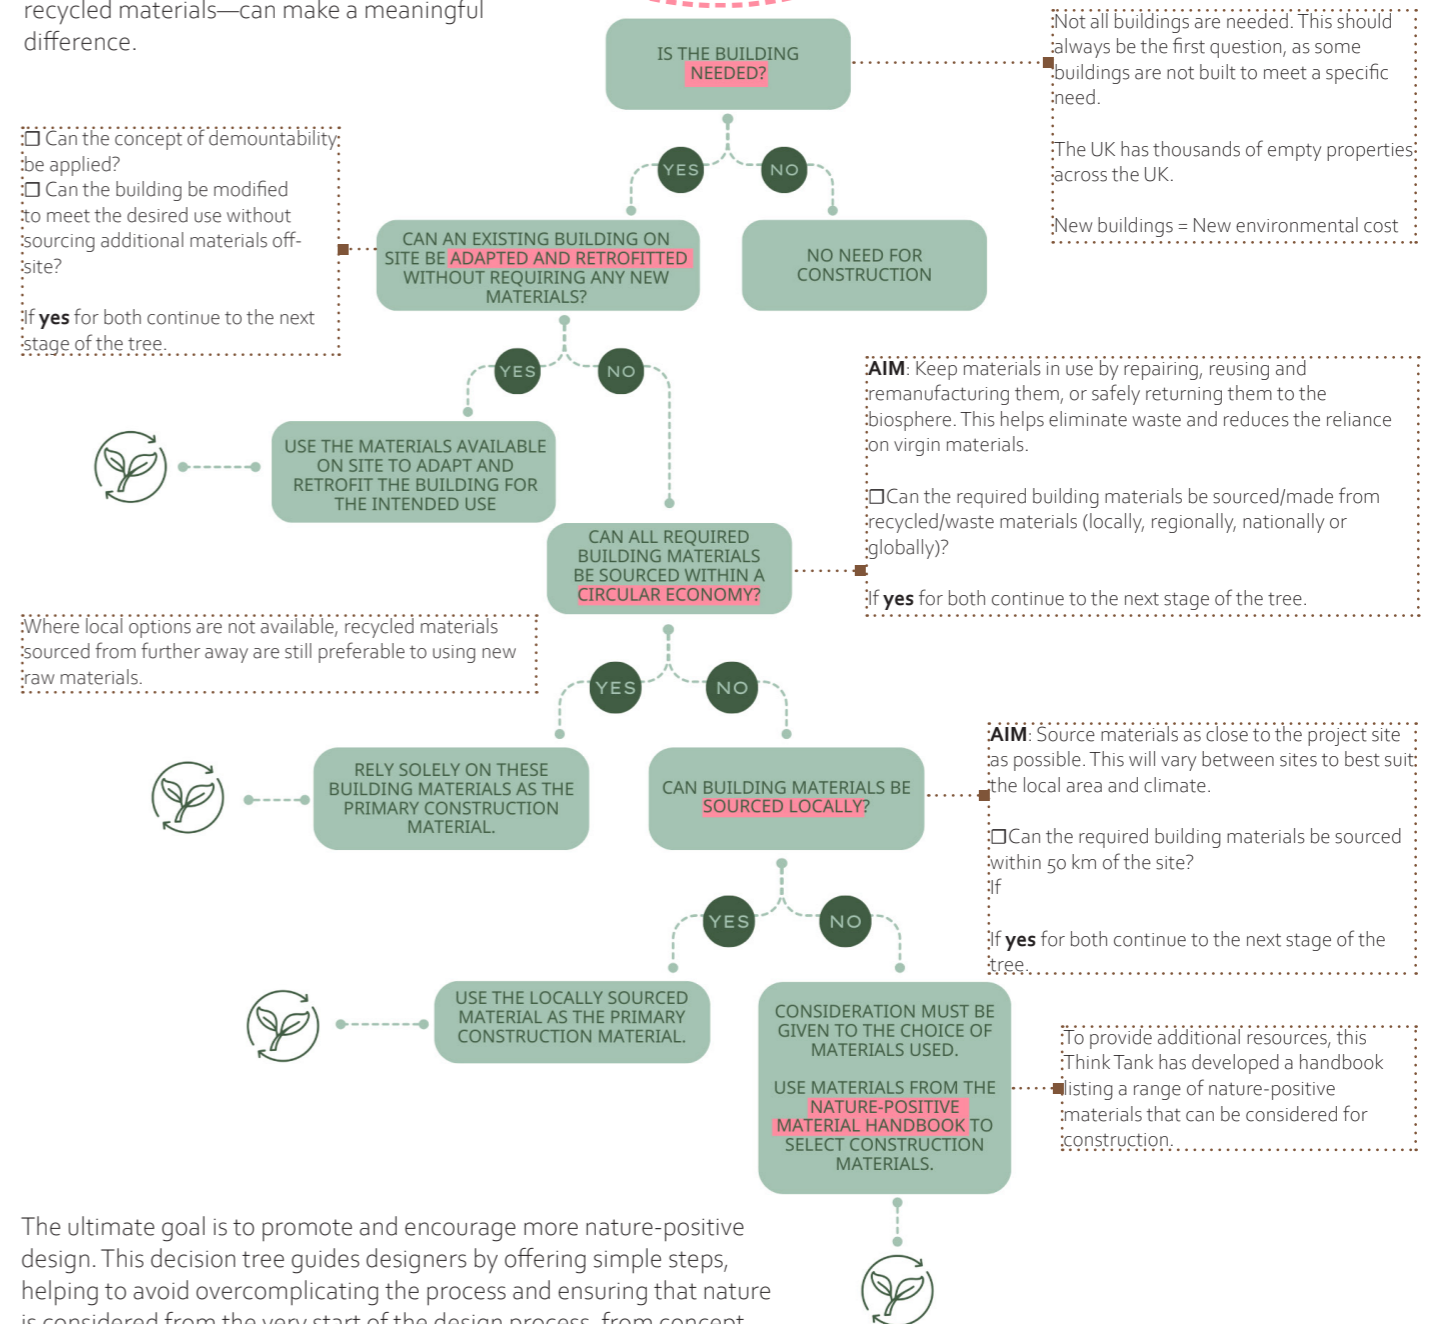 recycled materials—can make a meaningful
difference.
IS THE BUILDING
NEEDED?
Not all buildings are needed. This should
always be the first question, as some
buildings are not built to meet a specific
need.
The UK has thousands of empty properties
across the UK.
New buildings = New environmental cost
YES
NO
☐ Can the concept of demountability
be applied?
☐ Can the building be modified
to meet the desired use without
sourcing additional materials off-
site?
If yes for both continue to the next
stage of the tree.
CAN AN EXISTING BUILDING ON
SITE BE ADAPTED AND RETROFITTED
WITHOUT REQUIRING ANY NEW
MATERIALS?
NO NEED FOR
CONSTRUCTION
YES
NO
USE THE MATERIALS AVAILABLE
ON SITE TO ADAPT AND
RETROFIT THE BUILDING FOR
THE INTENDED USE
AIM: Keep materials in use by repairing, reusing and
remanufacturing them, or safely returning them to the
biosphere. This helps eliminate waste and reduces the reliance
on virgin materials.
☐Can the required building materials be sourced/made from
recycled/waste materials (locally, regionally, nationally or
globally)?
If yes for both continue to the next stage of the tree.
CAN ALL REQUIRED
BUILDING MATERIALS
BE SOURCED WITHIN A
CIRCULAR ECONOMY?
Where local options are not available, recycled materials
sourced from further away are still preferable to using new
raw materials.
YES
NO
RELY SOLELY ON THESE
BUILDING MATERIALS AS THE
PRIMARY CONSTRUCTION
MATERIAL.
CAN BUILDING MATERIALS BE
SOURCED LOCALLY?
AIM: Source materials as close to the project site
as possible. This will vary between sites to best suit
the local area and climate.
☐Can the required building materials be sourced
within 50 km of the site?
If
If yes for both continue to the next stage of the
tree.
YES
NO
USE THE LOCALLY SOURCED
MATERIAL AS THE PRIMARY
CONSTRUCTION MATERIAL.
CONSIDERATION MUST BE
GIVEN TO THE CHOICE OF
MATERIALS USED.
USE MATERIALS FROM THE
NATURE-POSITIVE
MATERIAL HANDBOOK TO
SELECT CONSTRUCTION
MATERIALS.
To provide additional resources, this
Think Tank has developed a handbook
listing a range of nature-positive
materials that can be considered for
construction.
The ultimate goal is to promote and encourage more nature-positive
design. This decision tree guides designers by offering simple steps,
helping to avoid overcomplicating the process and ensuring that nature
is considered from the very start of the design process, from concept